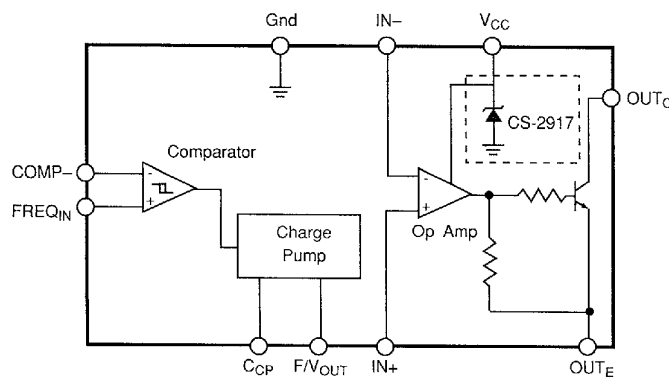 Gnd
IN–
VCC
CS-2917
OUTC
Comparator
COMP–
-
+
FREQIN
-
+
Op Amp
Charge
Pump
CCP
F/VOUT
IN+
OUTE